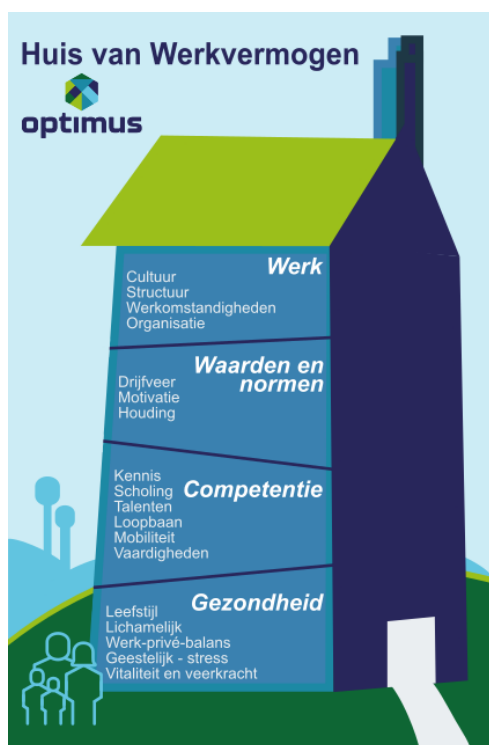 Huis van Werkvermogen
optimus
Werk
Cultuur
Structuur
Werkomstandigheden
Organisatie
Waarden en
normen
Drijfveer
Motivatie
Houding
Competentie
Kennis
Scholing
Talenten
Loopbaan
Mobiliteit
Vaardigheden
Gezondheid
Leefstijl
Lichamelijk
Werk-privé-balans
Geestelijk - stress
Vitaliteit en veerkracht